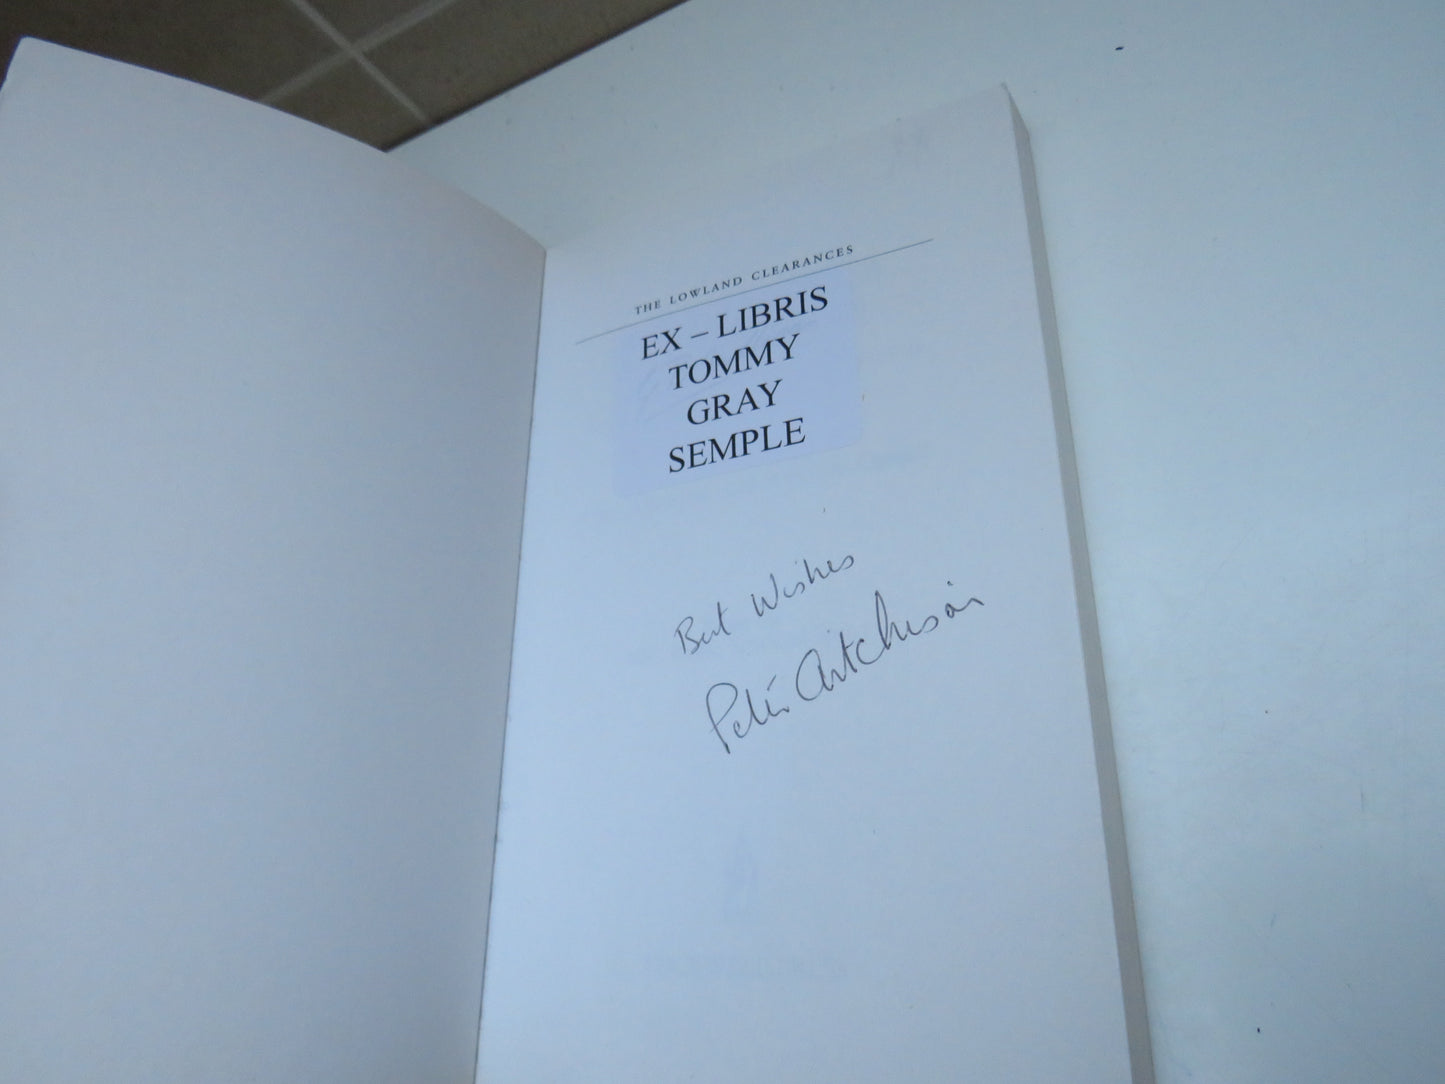 THE LOWLAND CLEARANCES
EX – LIBRIS
TOMMY
GRAY
SEMPLE
Best Wishes
Peter Aitchison